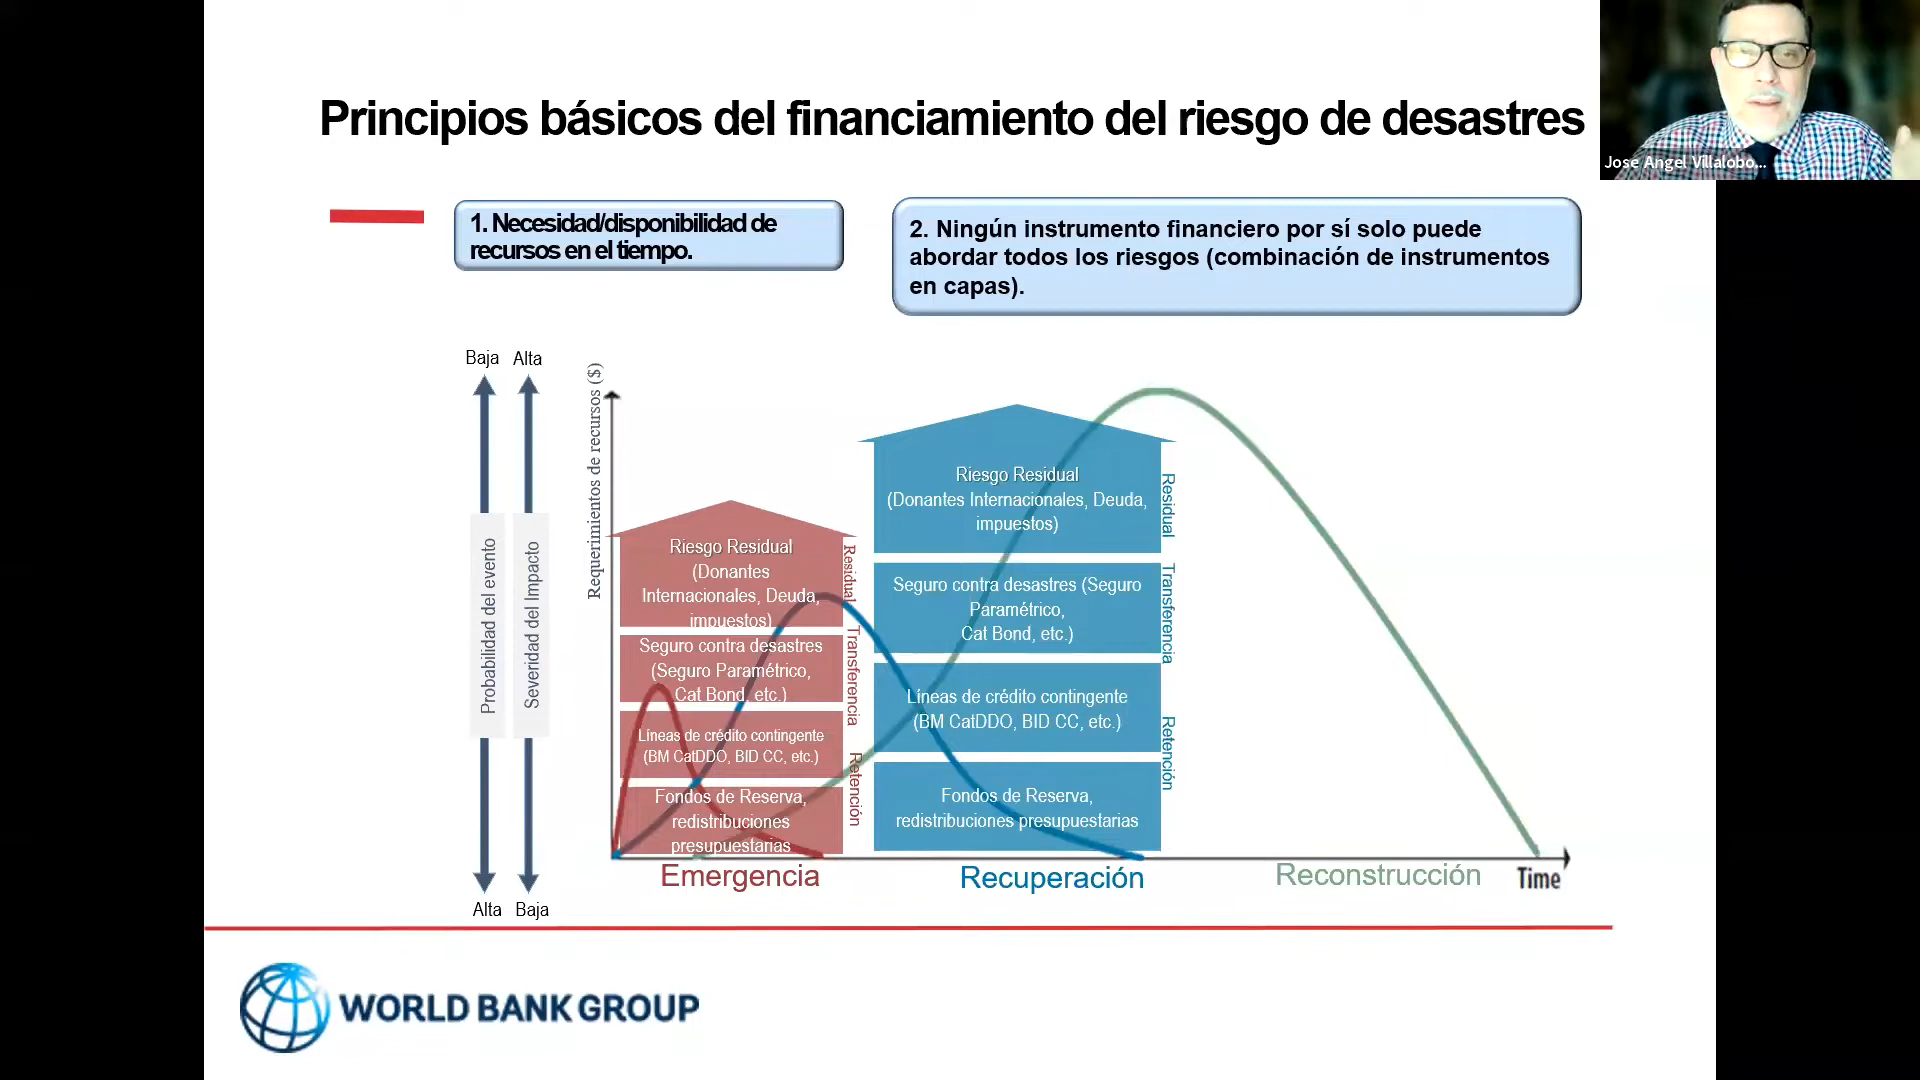 Principios básicos del financiamiento del riesgo de desastres
Jose Angel Villalobo...
1. Necesidad/disponibilidad de
recursos en el tiempo.
2. Ningún instrumento financiero por sí solo puede
abordar todos los riesgos (combinación de instrumentos
en capas).
Baja
Alta
Probabilidad del evento
Severidad del Impacto
Alta
Baja
Requerimientos de recursos ($)
Riesgo Residual
(Donantes
Internacionales, Deuda,
impuestos)
Seguro contra desastres
(Seguro Paramétrico,
Cat Bond, etc.)
Líneas de crédito contingente
(BM CatDDO, BID CC, etc.)
Fondos de Reserva,
redistribuciones
presupuestarias
Residual
Transferencia
Retención
Riesgo Residual
(Donantes Internacionales, Deuda,
impuestos)
Seguro contra desastres (Seguro
Paramétrico,
Cat Bond, etc.)
Líneas de crédito contingente
(BM CatDDO, BID CC, etc.)
Fondos de Reserva,
redistribuciones presupuestarias
Residual
Transferencia
Retención
Emergencia
Recuperación
Reconstrucción
Time
WORLD BANK GROUP